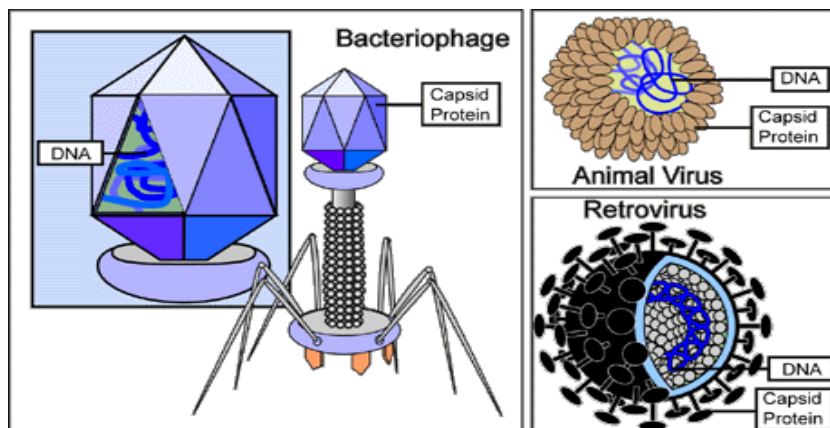 Bacteriophage
Capsid
Protein
DNA
DNA
Capsid
Protein
Animal Virus
Retrovirus
DNA
Capsid
Protein